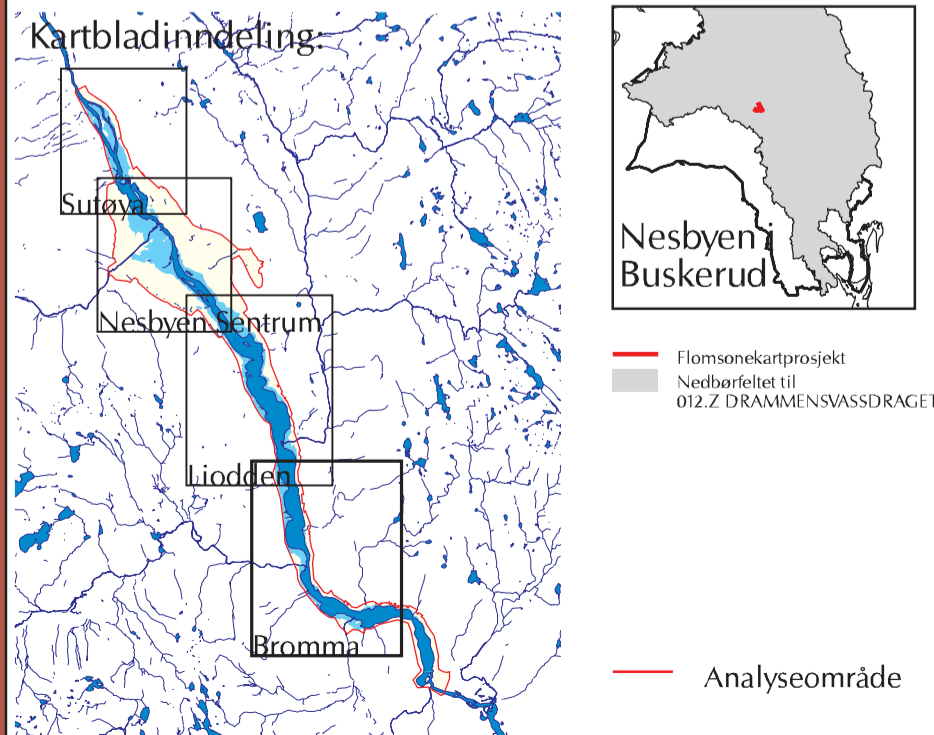 Kartbladinndeling:
Sutøya
Nesbyen Sentrum
Liodden
Bromma
Nesbyen i
Buskerud
Flomsonekartprosjekt
Nedbørfeltet til
012.Z DRAMMENSVASSDRAGET
Analyseområde